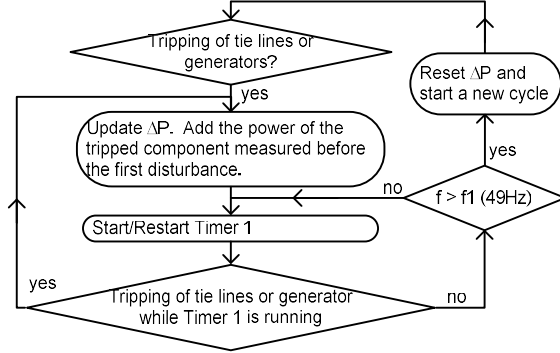 Tripping of tie lines or
generators?
yes
Update ΔP. Add the power of the
tripped component measured before
the first disturbance.
Start/Restart Timer 1
Tripping of tie lines or generator
while Timer 1 is running
yes
no
f > f1 (49Hz)
no
yes
Reset ΔP and
start a new cycle